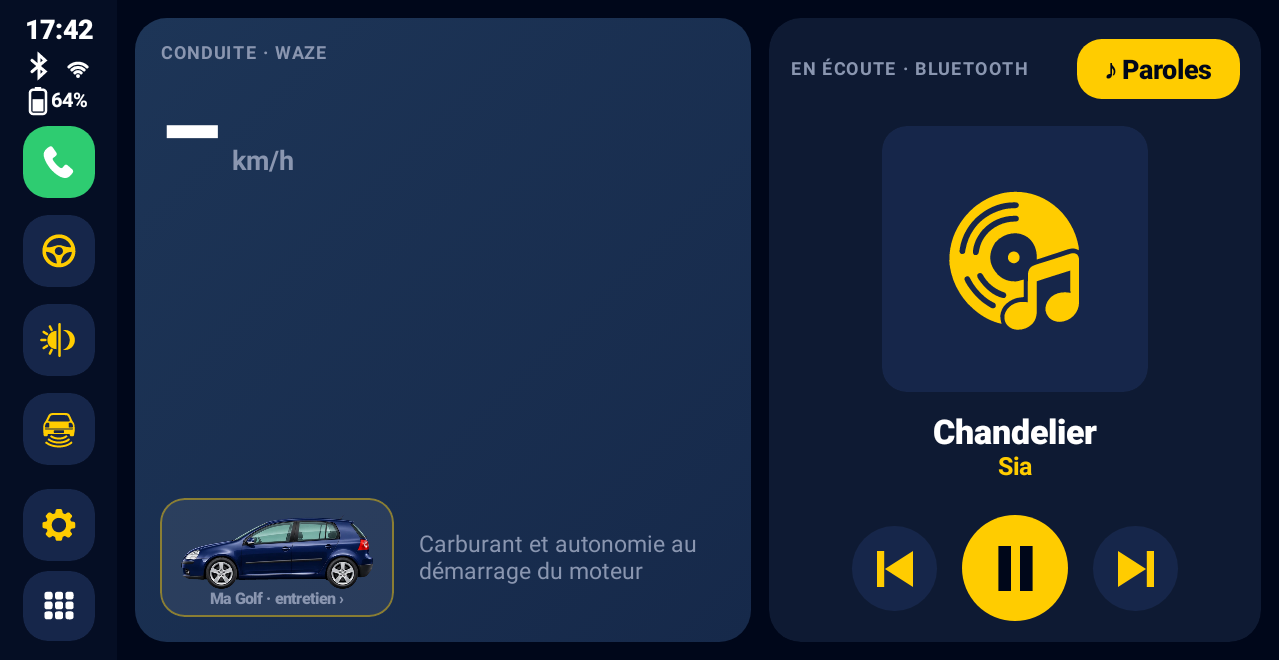 17:42
64%
CONDUITE · WAZE
km/h
Ma Golf · entretien ›
Carburant et autonomie au
démarrage du moteur
EN ÉCOUTE · BLUETOOTH
♪ Paroles
Chandelier
Sia